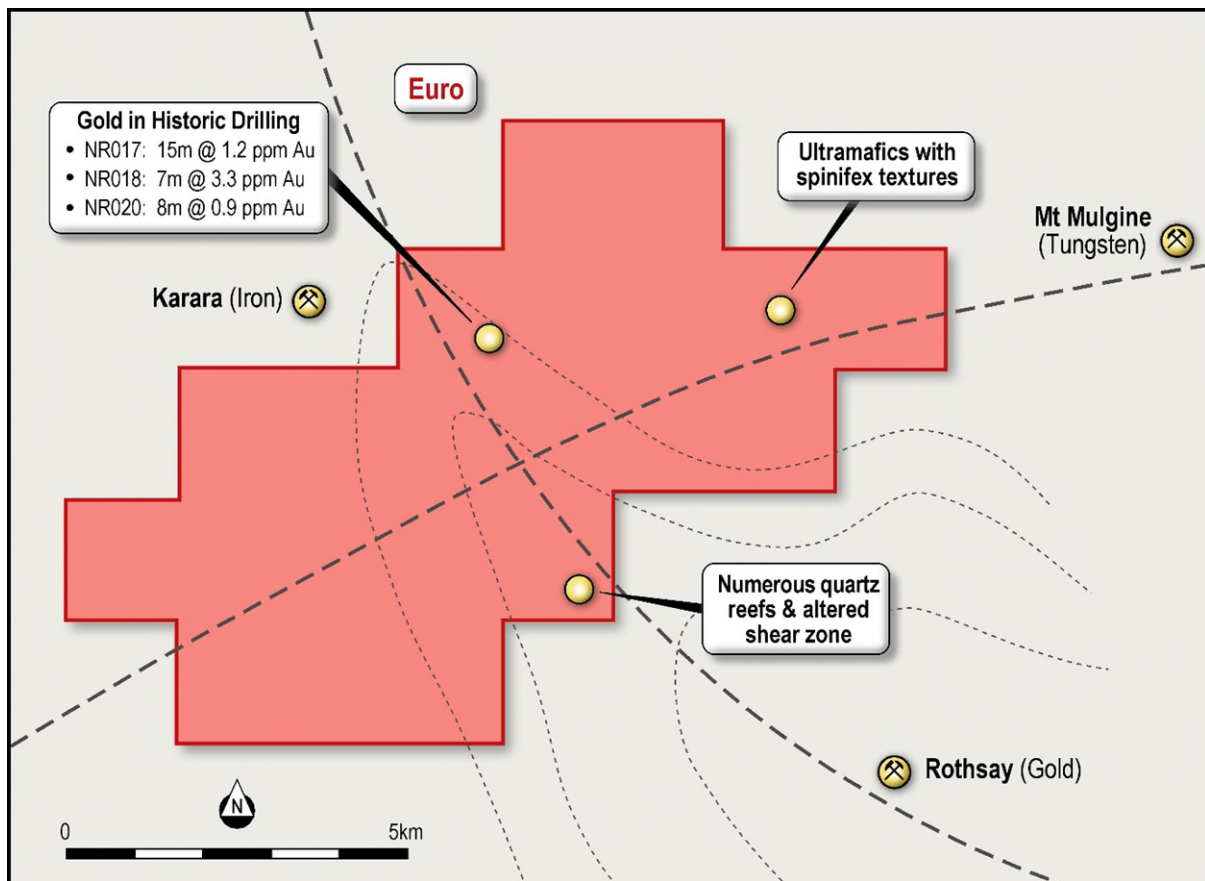 Euro
Gold in Historic Drilling
• NR017: 15m @ 1.2 ppm Au
• NR018: 7m @ 3.3 ppm Au
• NR020: 8m @ 0.9 ppm Au
Ultramafics with
spinifex textures
Mt Mulgine
(Tungsten)
Karara (Iron)
Numerous quartz
reefs & altered
shear zone
Rothsay (Gold)
N
0 5km